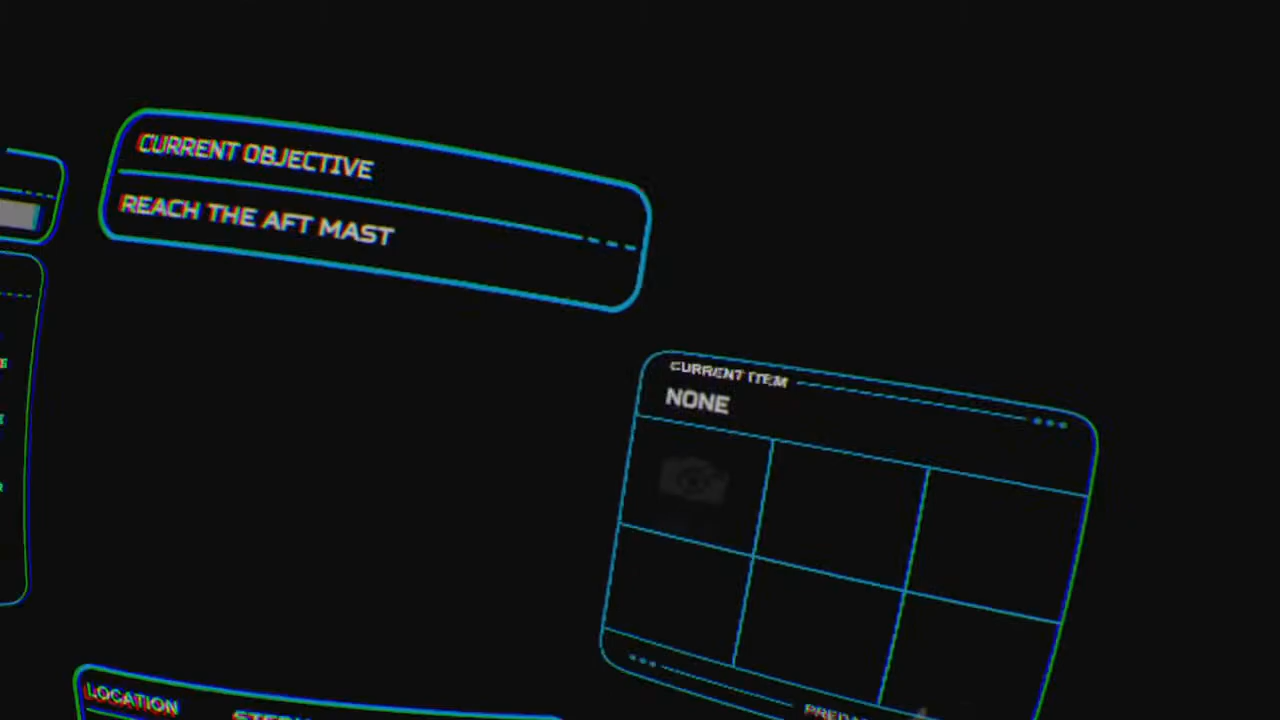 CURRENT OBJECTIVE
REACH THE AFT MAST
CURRENT ITEM
NONE
LOCATION